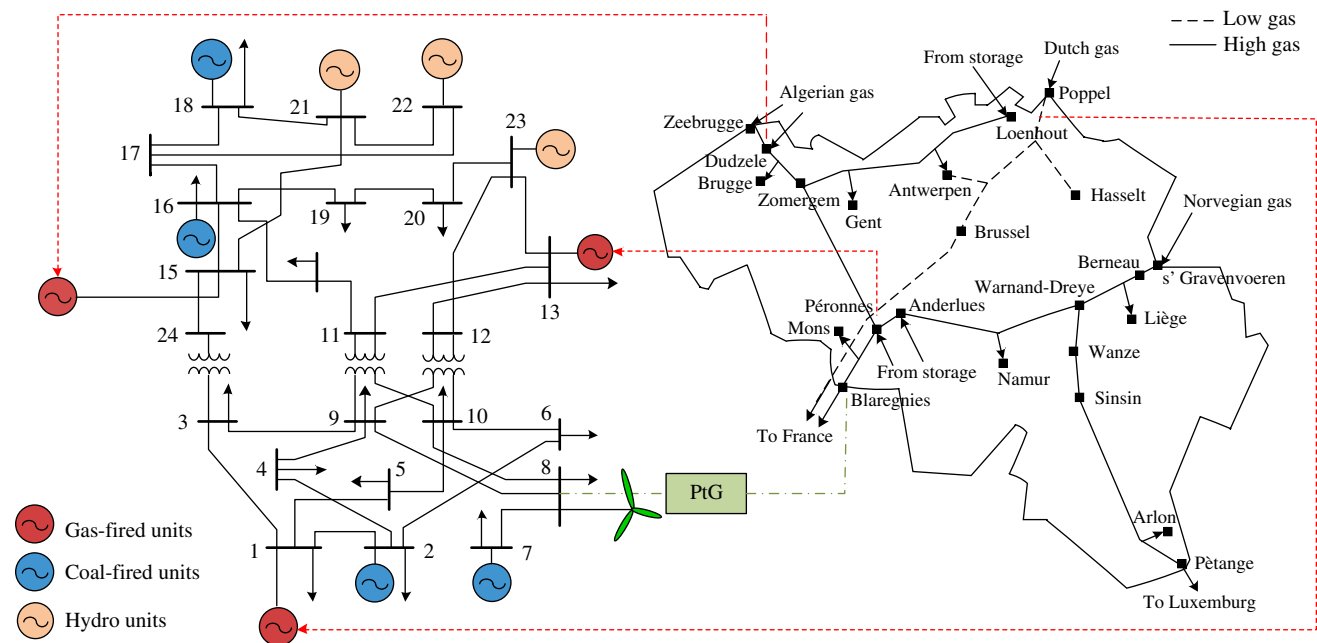 Low gas
High gas
From storage
Dutch gas
Algerian gas
Poppel
Zeebrugge
Loenhout
Dudzele
Brugge
Zomergem
Antwerpen
Hasselt
Gent
Norvegian gas
Brussel
Berneau
s' Gravenvoeren
Warnand-Dreye
Péronnes
Anderlues
Mons
Liège
From storage
Namur
Wanze
Blaregnies
Sinsin
To France
Arlon
Pètange
To Luxemburg
18
21
22
23
17
16
19
20
15
13
24
11
12
3
9
10
6
4
5
8
PtG
1
2
7
Gas-fired units
Coal-fired units
Hydro units